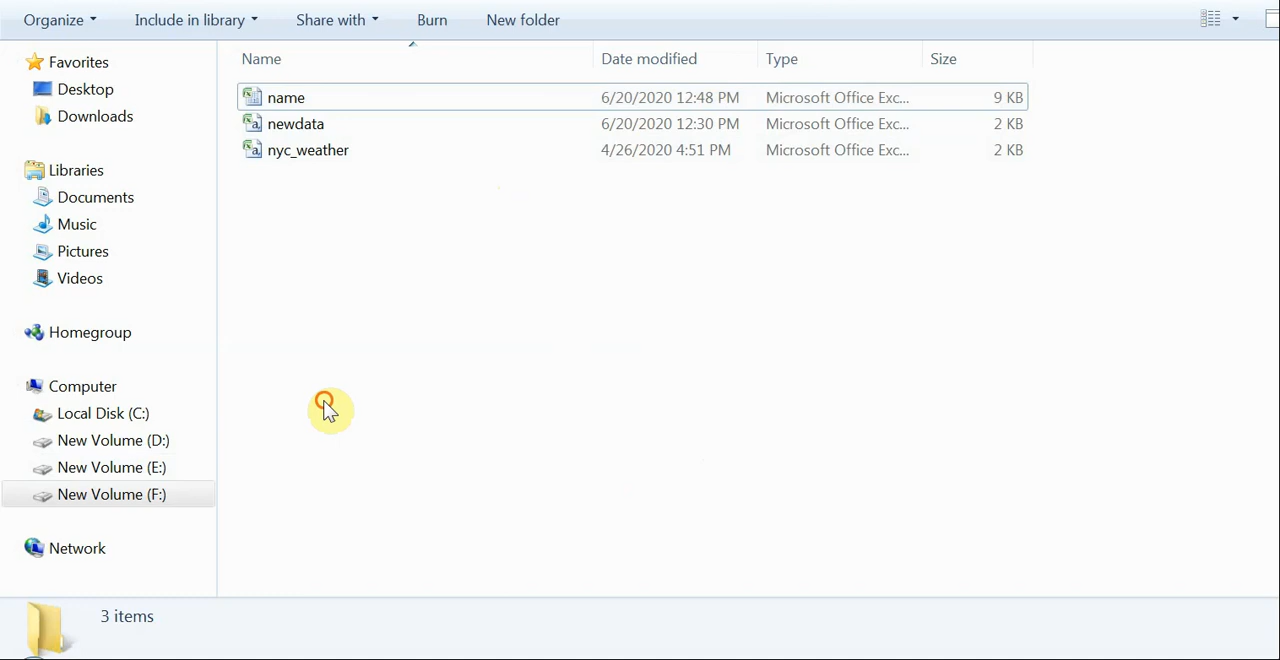 Organize Include in library Share with Burn New folder
Favorites
Desktop
Downloads
Libraries
Documents
Music
Pictures
Videos
Homegroup
Computer
Local Disk (C:)
New Volume (D:)
New Volume (E:)
New Volume (F:)
Network
Name Date modified Type Size
name 6/20/2020 12:48 PM Microsoft Office Exc... 9 KB
newdata 6/20/2020 12:30 PM Microsoft Office Exc... 2 KB
nyc_weather 4/26/2020 4:51 PM Microsoft Office Exc... 2 KB
3 items